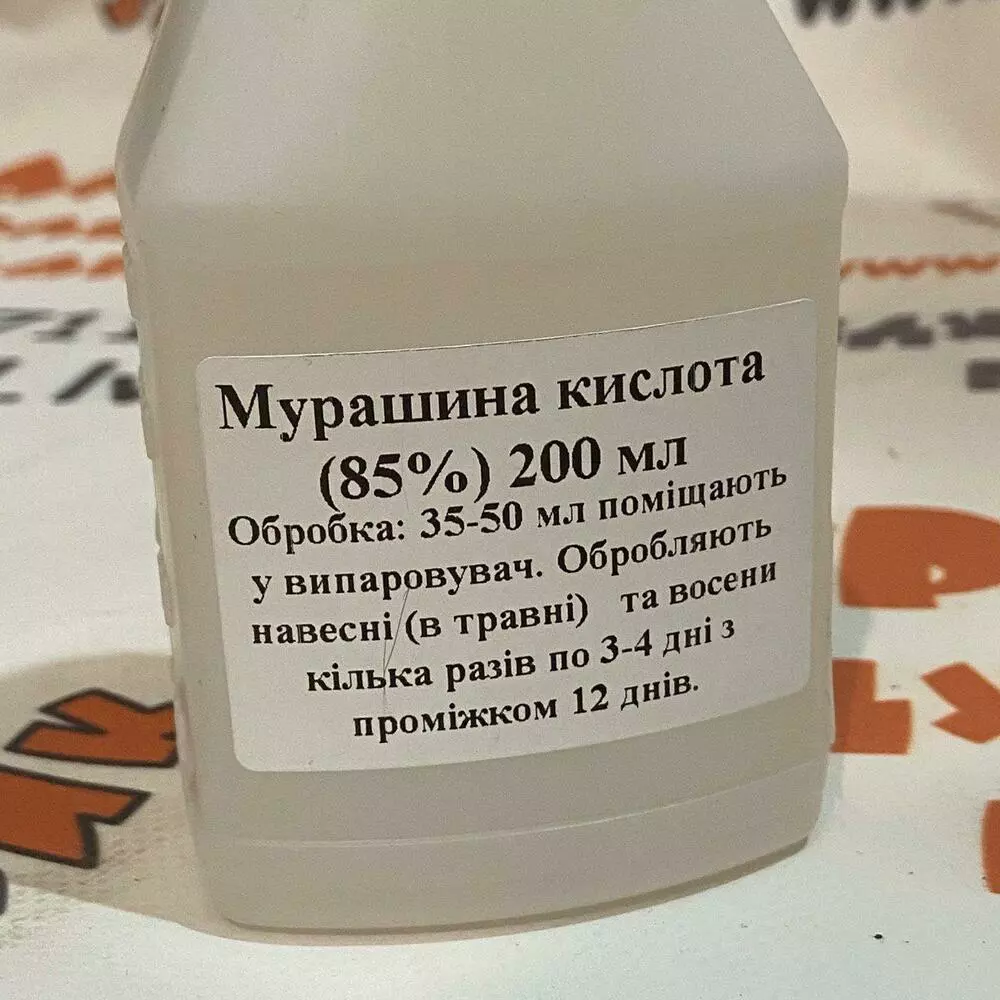 Мурашина кислота
(85%) 200 мл
Обробка: 35-50 мл поміщають
у випаровувач. Обробляють
навесні (в травні) та восени
кілька разів по 3-4 дні з
проміжком 12 днів.